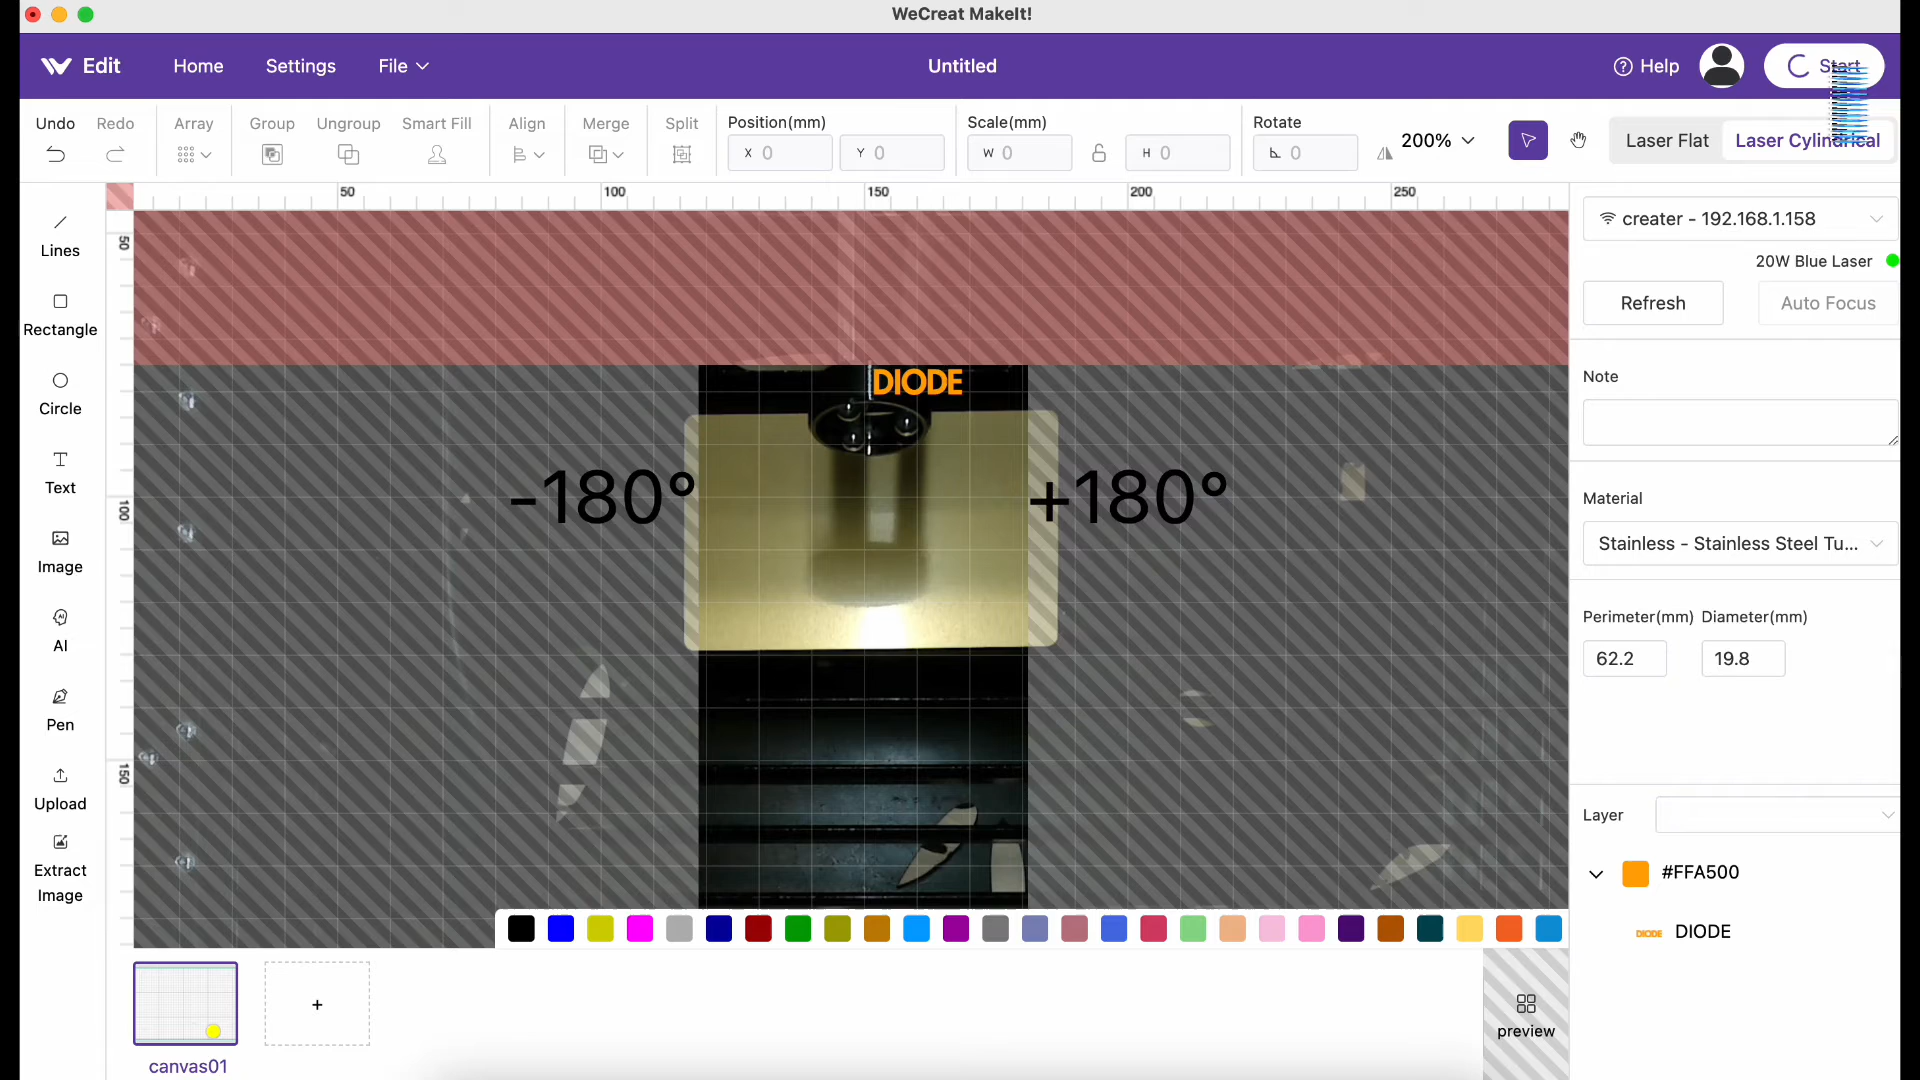 WeCreat MakeIt!
Edit Home Settings File Untitled Help Start
Undo Redo Array Group Ungroup Smart Fill Align Merge Split Position(mm) Scale(mm) Rotate
X 0 Y 0 W 0 H 0 0 200% Laser Flat Laser Cylindrical
50 100 150 200 250
50
100
150
Lines
Rectangle
Circle
Text
Image
AI
Pen
Upload
Extract
Image
DIODE
-180° +180°
creater - 192.168.1.158
20W Blue Laser
Refresh Auto Focus
Note
Material
Stainless - Stainless Steel Tu...
Perimeter(mm) Diameter(mm)
62.2 19.8
Layer
#FFA500
DIODE DIODE
+
canvas01
preview